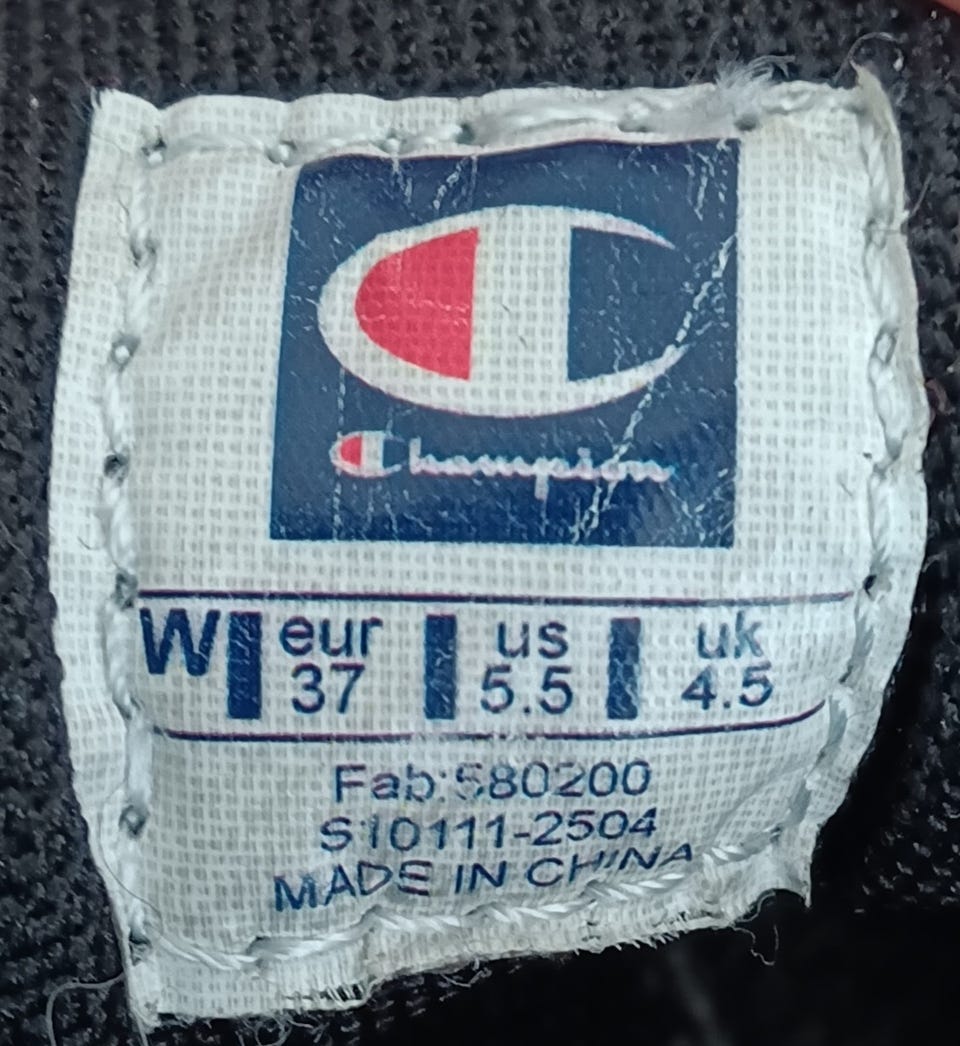 Champion
W eur us uk
37 5.5 4.5
Fab:580200
S10111-2504
MADE IN CHINA